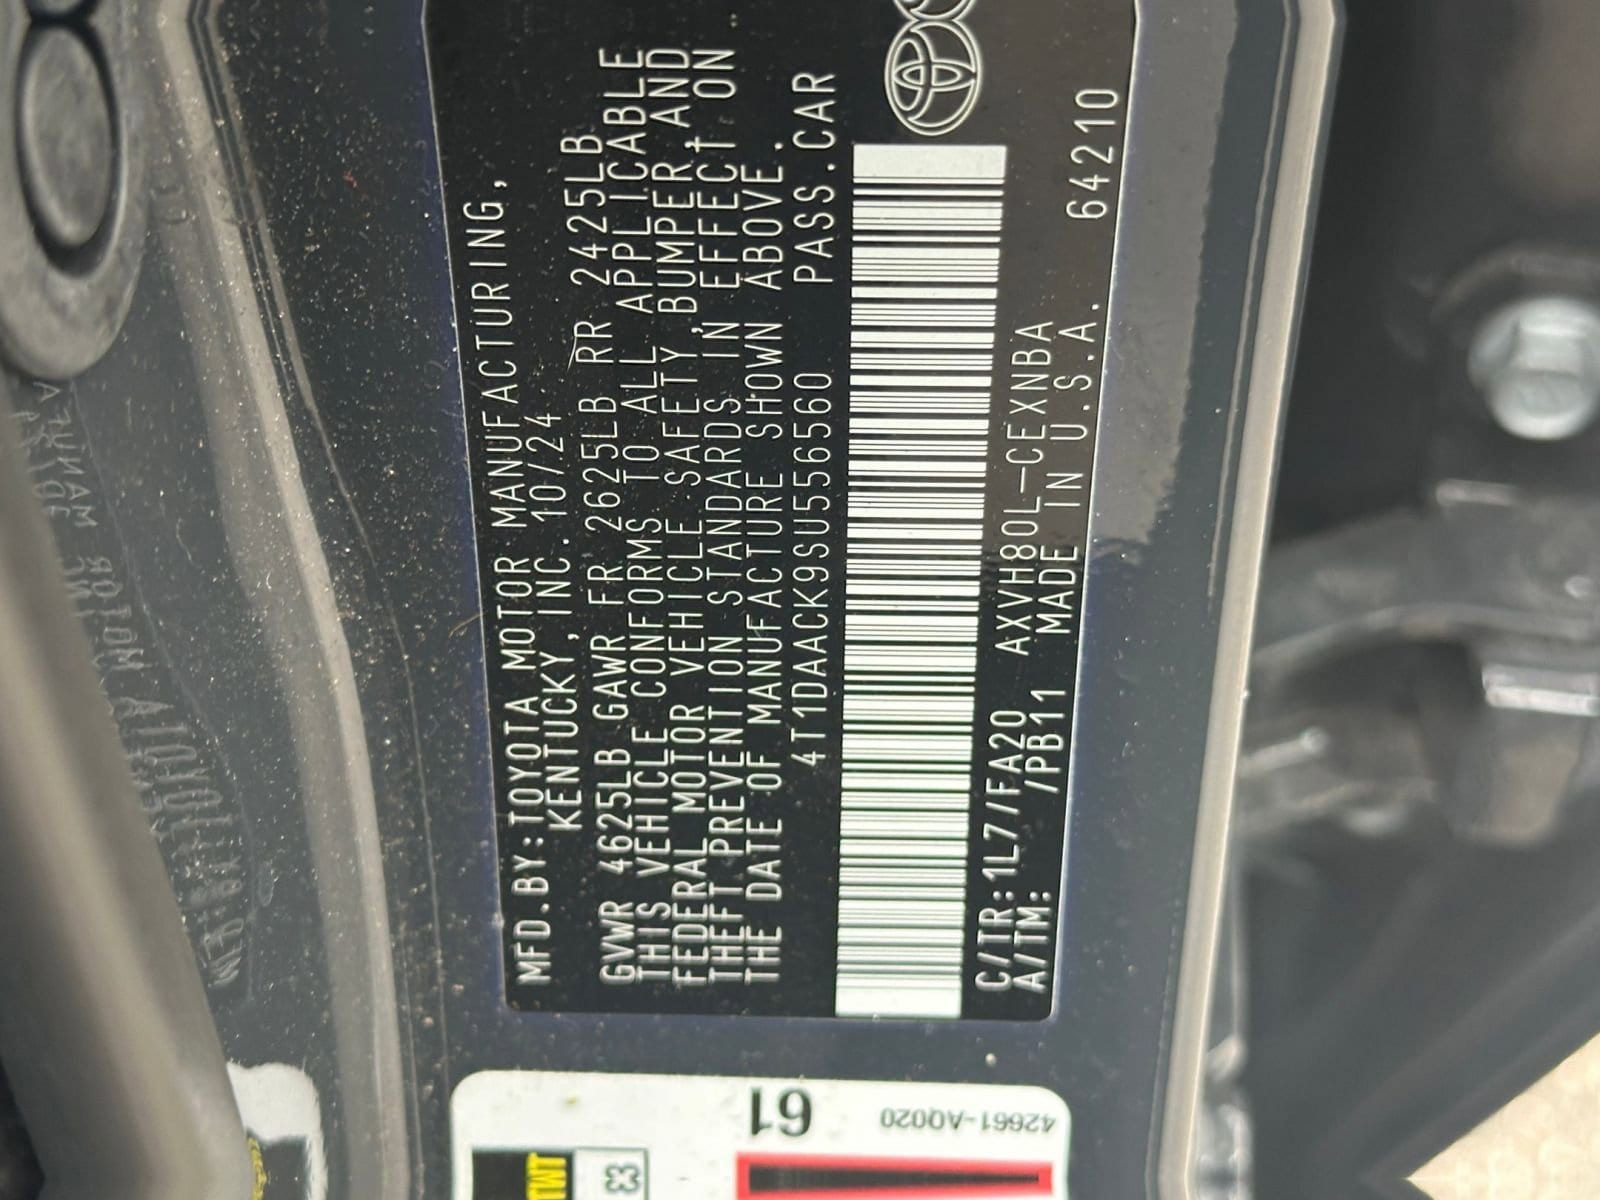 MFD.BY:TOYOTA MOTOR MANUFACTURING,
KENTUCKY, INC. 10/24
GVWR 4625LB GAWR FR 2625LB RR 2425LB
THIS VEHICLE CONFORMS TO ALL APPLICABLE
FEDERAL MOTOR VEHICLE SAFETY,BUMPER,AND
THEFT PREVENTION STANDARDS IN EFFECT ON
THE DATE OF MANUFACTURE SHOWN ABOVE.
4T1DAACK9SU556560 PASS.CAR
C/TR:1L7/FA20 AXVH80L-CEXNBA
A/TM: /PB11 MADE IN U.S.A. 64210
61
42661-AQ020